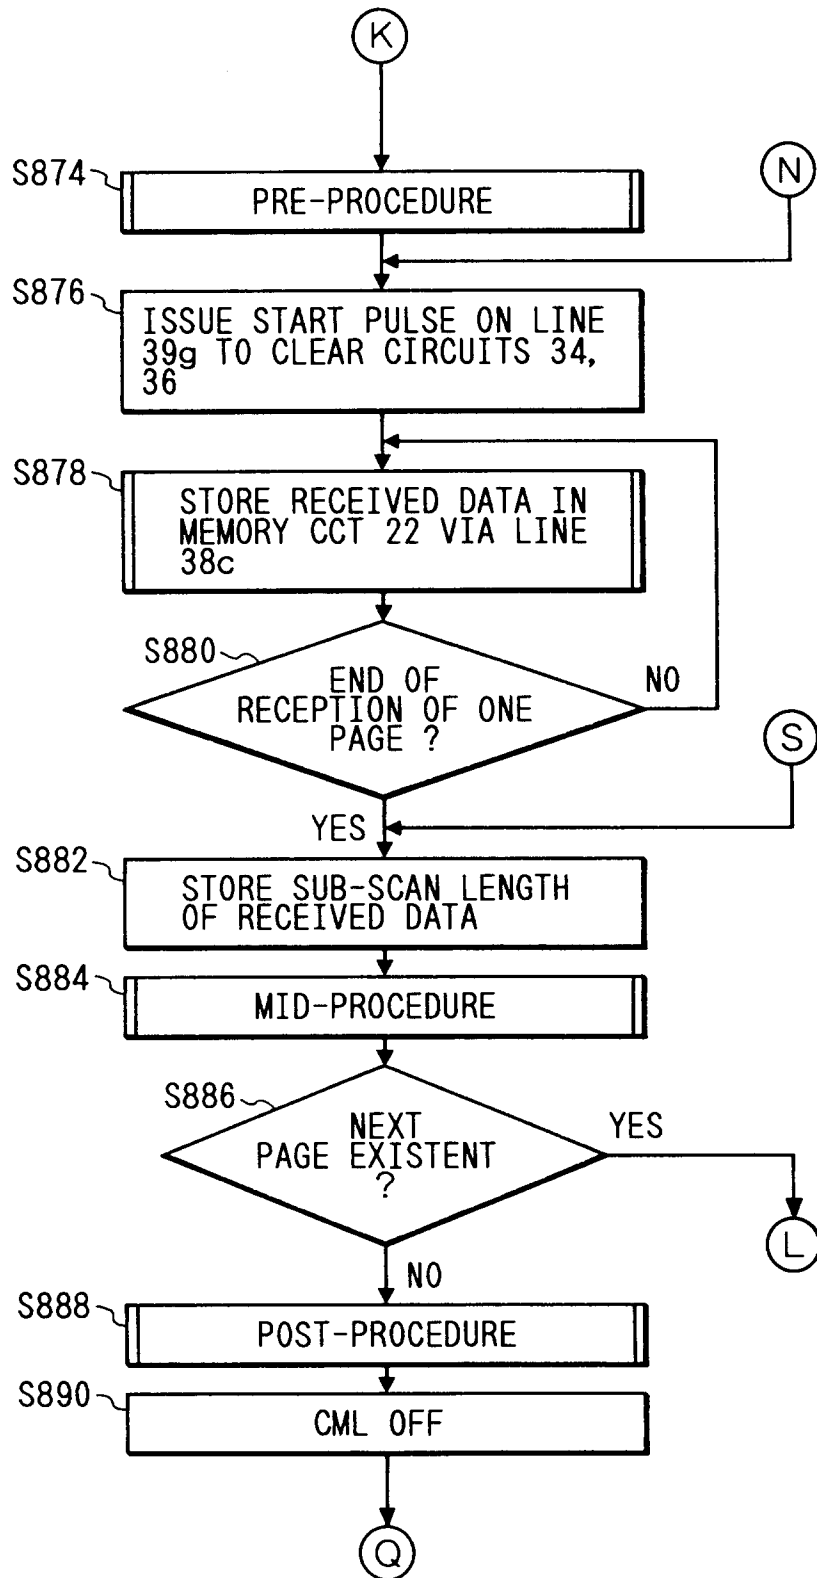 K
S874
PRE-PROCEDURE
N
S876
ISSUE START PULSE ON LINE
39g TO CLEAR CIRCUITS 34,
36
S878
STORE RECEIVED DATA IN
MEMORY CCT 22 VIA LINE
38c
S880
END OF
RECEPTION OF ONE
PAGE ?
NO
S
YES
S882
STORE SUB-SCAN LENGTH
OF RECEIVED DATA
S884
MID-PROCEDURE
S886
NEXT
PAGE EXISTENT
?
YES
L
NO
S888
POST-PROCEDURE
S890
CML OFF
Q